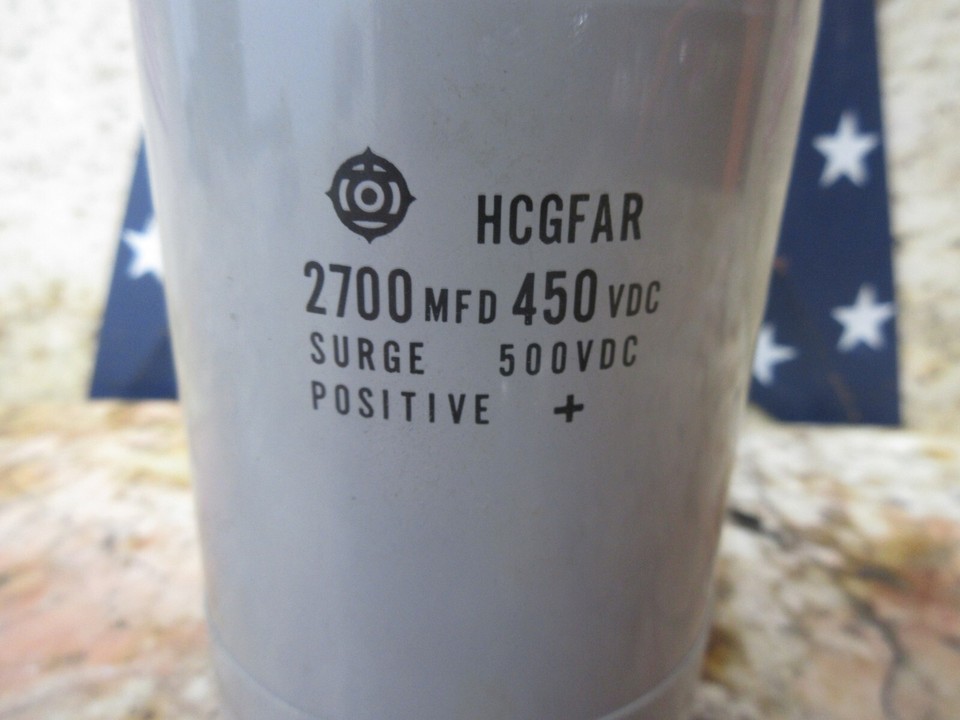 HCGFAR
2700 MFD 450 VDC
SURGE 500VDC
POSITIVE +